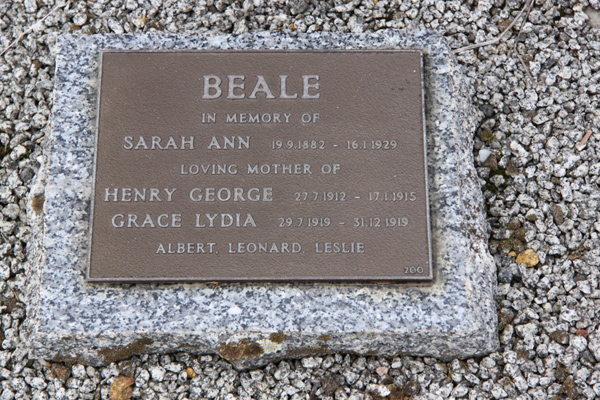 BEALE
IN MEMORY OF
SARAH ANN 19.9.1882 - 16.1.1929
LOVING MOTHER OF
HENRY GEORGE 27.7.1912 - 17.1.1915
GRACE LYDIA 29.7.1919 - 31.12.1919
ALBERT, LEONARD, LESLIE
200